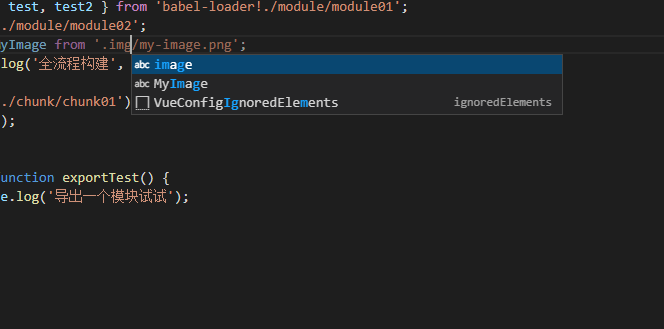 test, test2 } from 'babel-loader!./module/module01';
./module/module02';
yImage from '.img/my-image.png';
log('全流程构建',
abc image
abc MyImage
VueConfigIgnoredElements ignoredElements
./chunk/chunk01')
);
unction exportTest() {
e.log('导出一个模块试试');